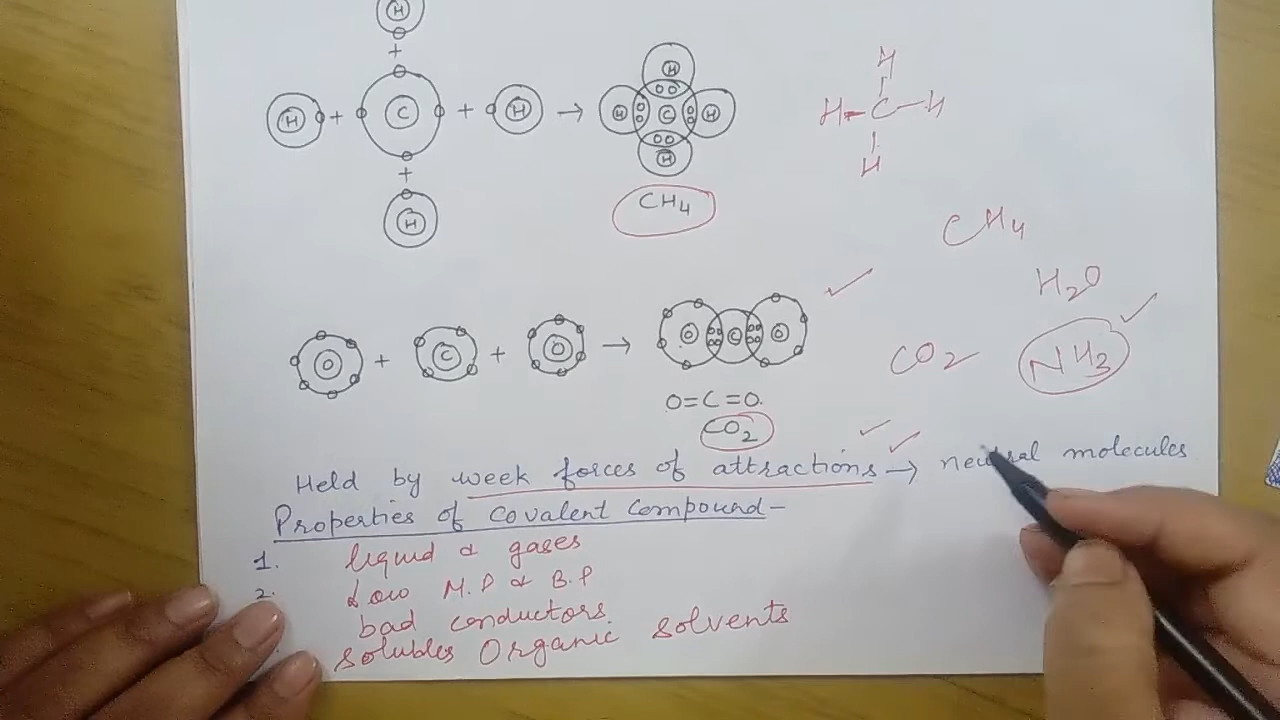 H
+
H + C + H → H C H H H
+
H
CH4
H
H-C-H
H
CH4
H2O
CO2 NH3
O + C + O → O C O
O=C=O.
CO2
Held by week forces of attractions → neutral molecules
Properties of Covalent Compound-
1. liquid & gases
2. Low M.P & B.P
bad conductors
solubles Organic solvents